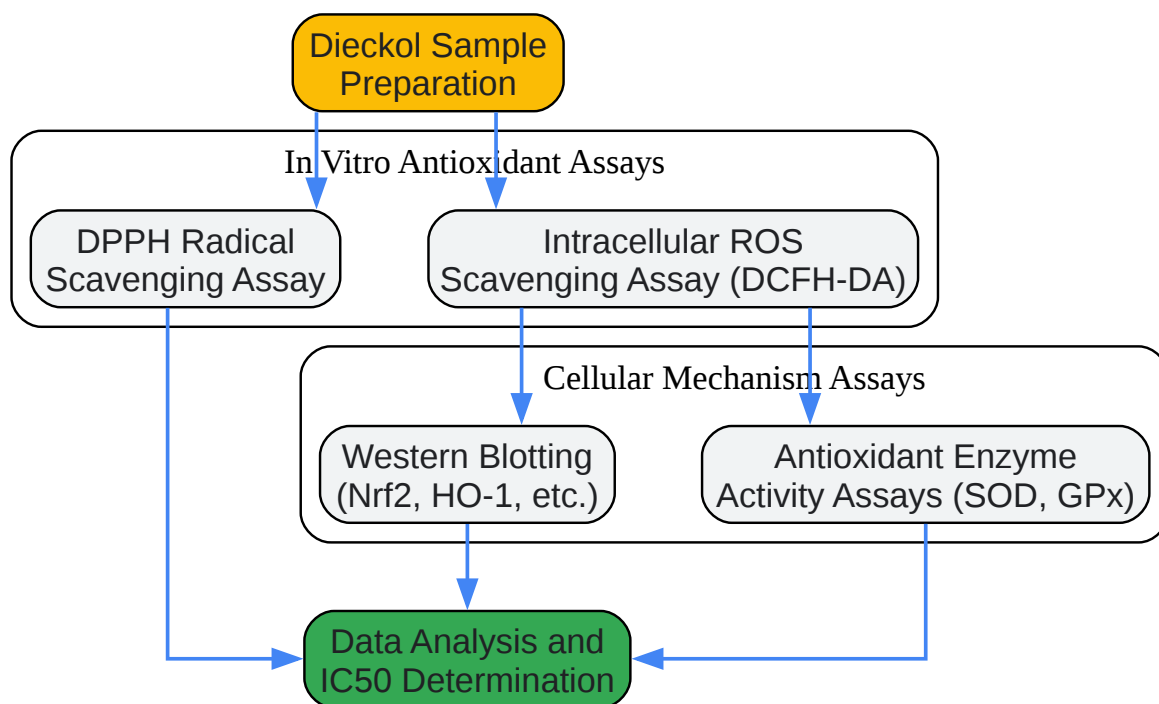 Dieckol Sample
Preparation
In Vitro Antioxidant Assays
DPPH Radical
Scavenging Assay
Intracellular ROS
Scavenging Assay (DCFH-DA)
Cellular Mechanism Assays
Western Blotting
(Nrf2, HO-1, etc.)
Antioxidant Enzyme
Activity Assays (SOD, GPx)
Data Analysis and
IC50 Determination